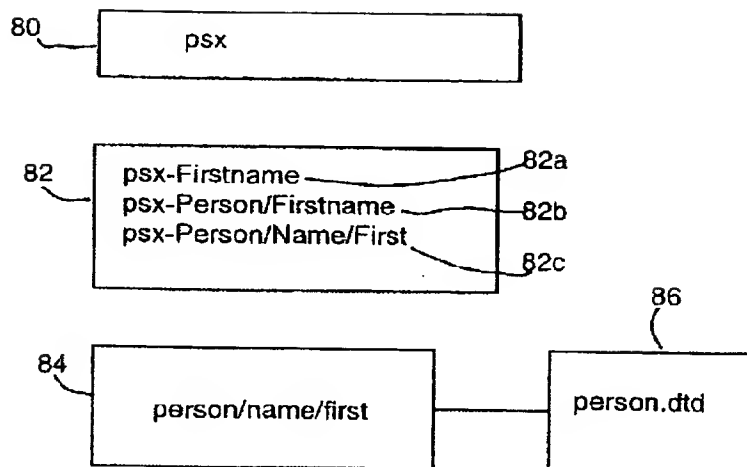 80
psx
82
psx-Firstname
82a
psx-Person/Firstname
82b
psx-Person/Name/First
82c
86
84
person/name/first
person.dtd